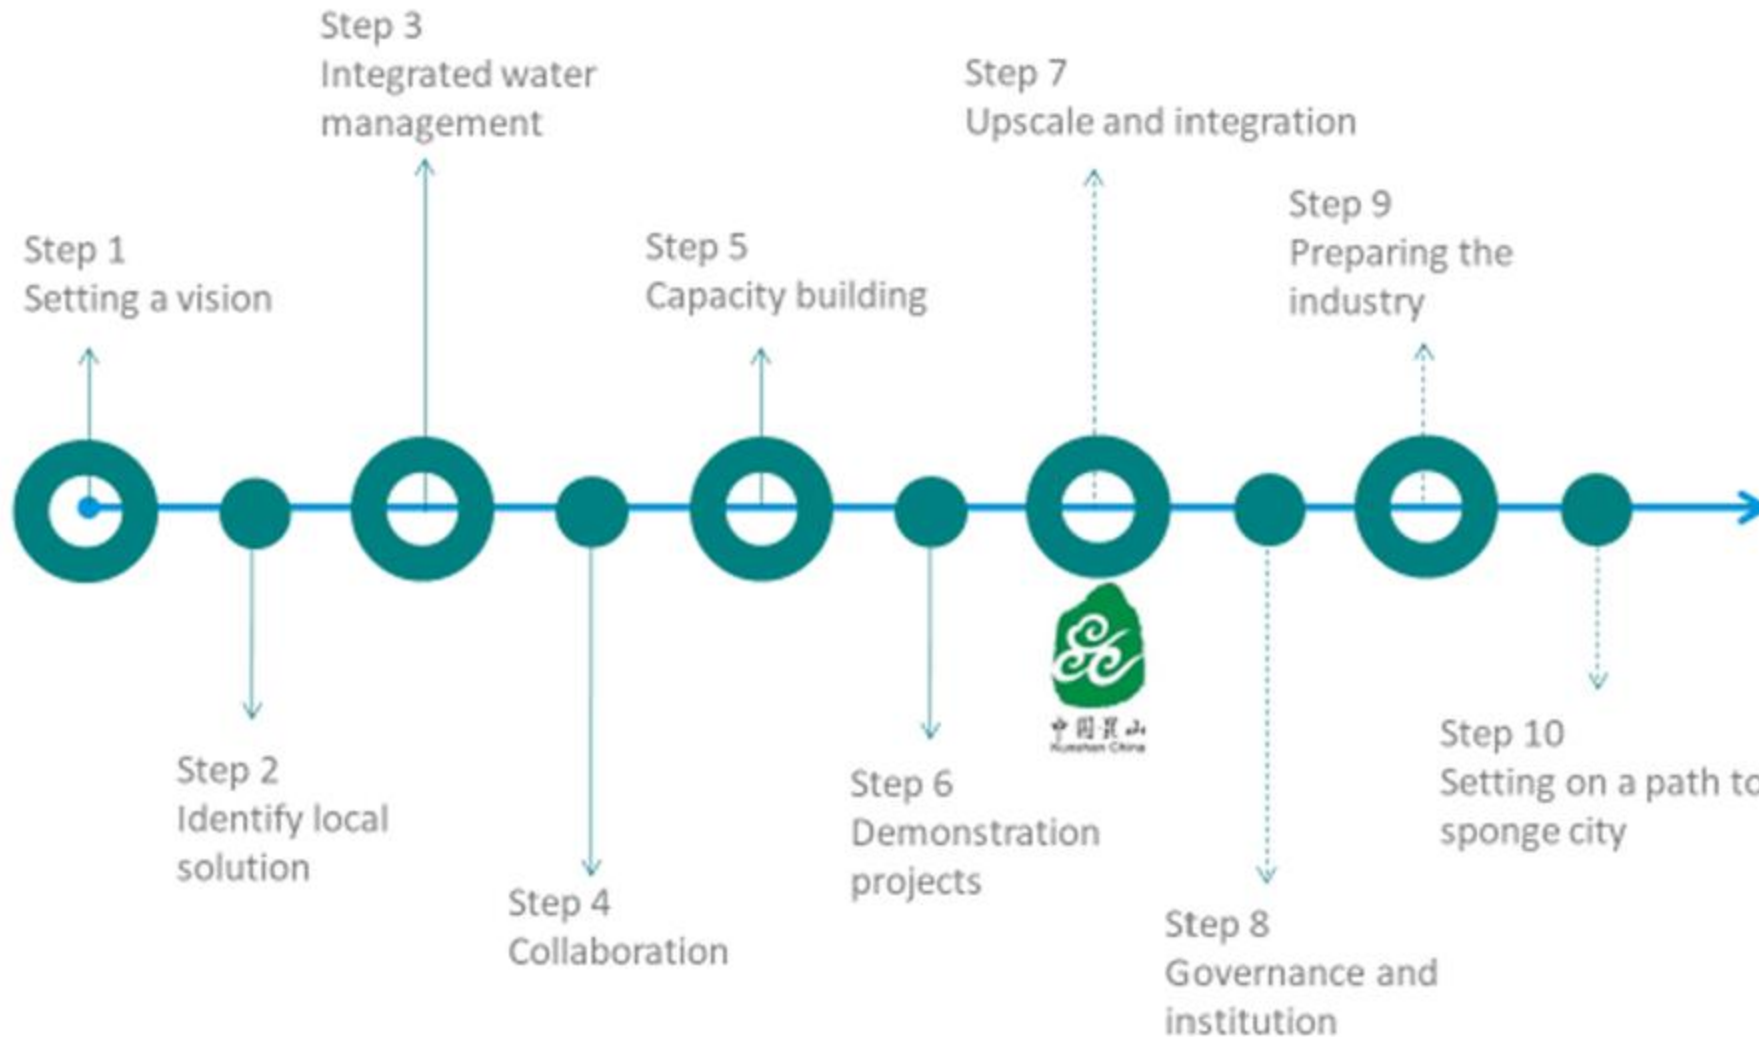 Step 1
Setting a vision
Step 2
Identify local
solution
Step 3
Integrated water
management
Step 4
Collaboration
Step 5
Capacity building
Step 6
Demonstration
projects
Step 7
Upscale and integration
中国昆山
Kunshan China
Step 8
Governance and
institution
Step 9
Preparing the
industry
Step 10
Setting on a path to
sponge city